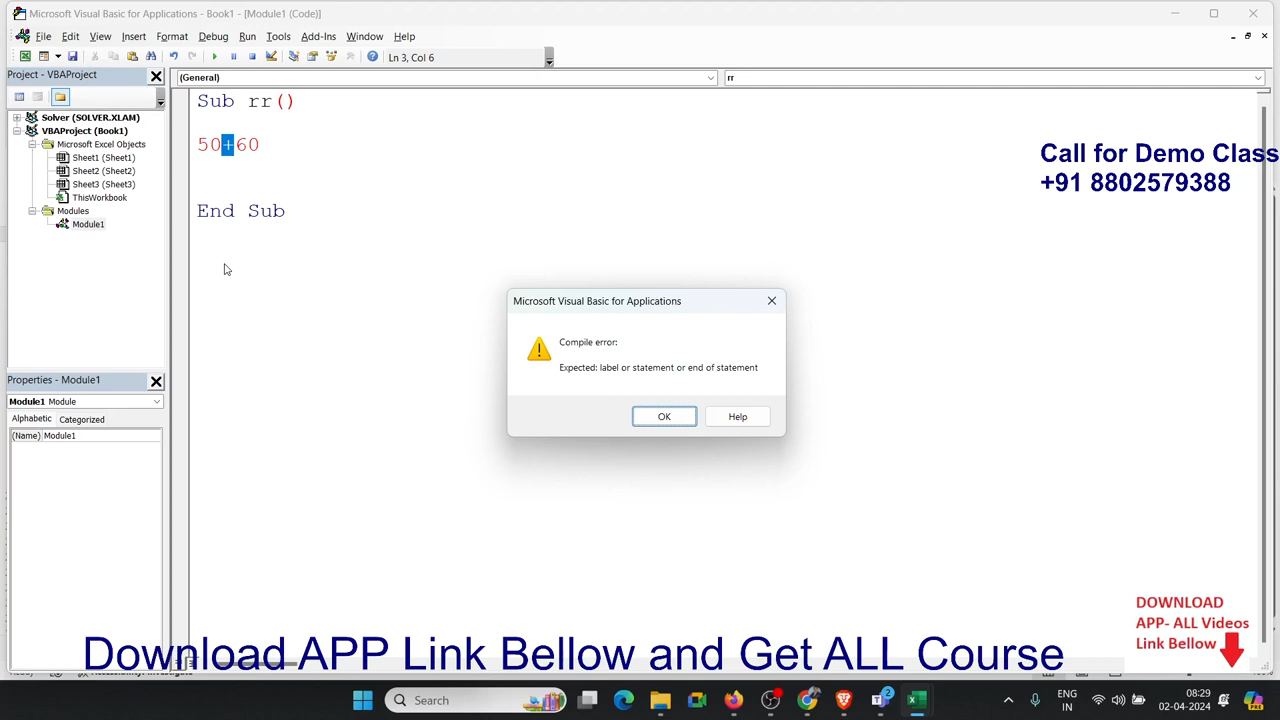 Microsoft Visual Basic for Applications - Book1 - [Module1 (Code)]
File Edit View Insert Format Debug Run Tools Add-Ins Window Help
Ln 3, Col 6
Project - VBAProject
(General)
rr
Solver (SOLVER.XLAM)
VBAProject (Book1)
Microsoft Excel Objects
Sheet1 (Sheet1)
Sheet2 (Sheet2)
Sheet3 (Sheet3)
ThisWorkbook
Modules
Module1
Sub rr()
50+60
End Sub
Call for Demo Class
+91 8802579388
Microsoft Visual Basic for Applications
Compile error:
Expected: label or statement or end of statement
OK
Help
Properties - Module1
Module1 Module
Alphabetic Categorized
(Name) Module1
DOWNLOAD
APP- ALL Videos
Link Bellow
Download APP Link Bellow and Get ALL Course
Search
2
ENG
IN
08:29
02-04-2024